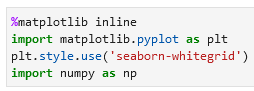 %matplotlib inline
import matplotlib.pyplot as plt
plt.style.use('seaborn-whitegrid')
import numpy as np